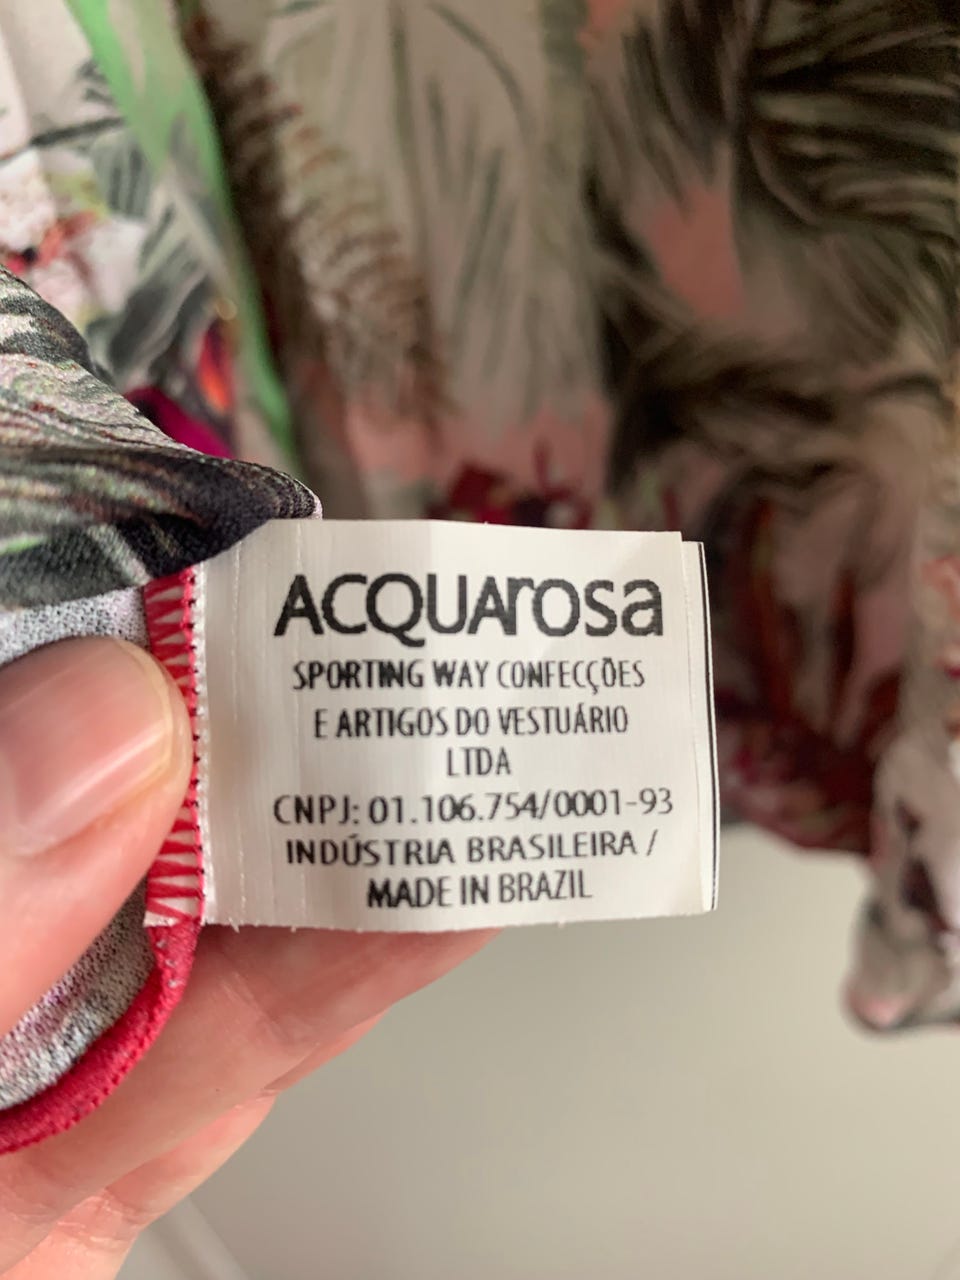 ACQUArosa
SPORTING WAY CONFECÇÕES
E ARTIGOS DO VESTUÁRIO
LTDA
CNPJ: 01.106.754/0001-93
INDÚSTRIA BRASILEIRA /
MADE IN BRAZIL